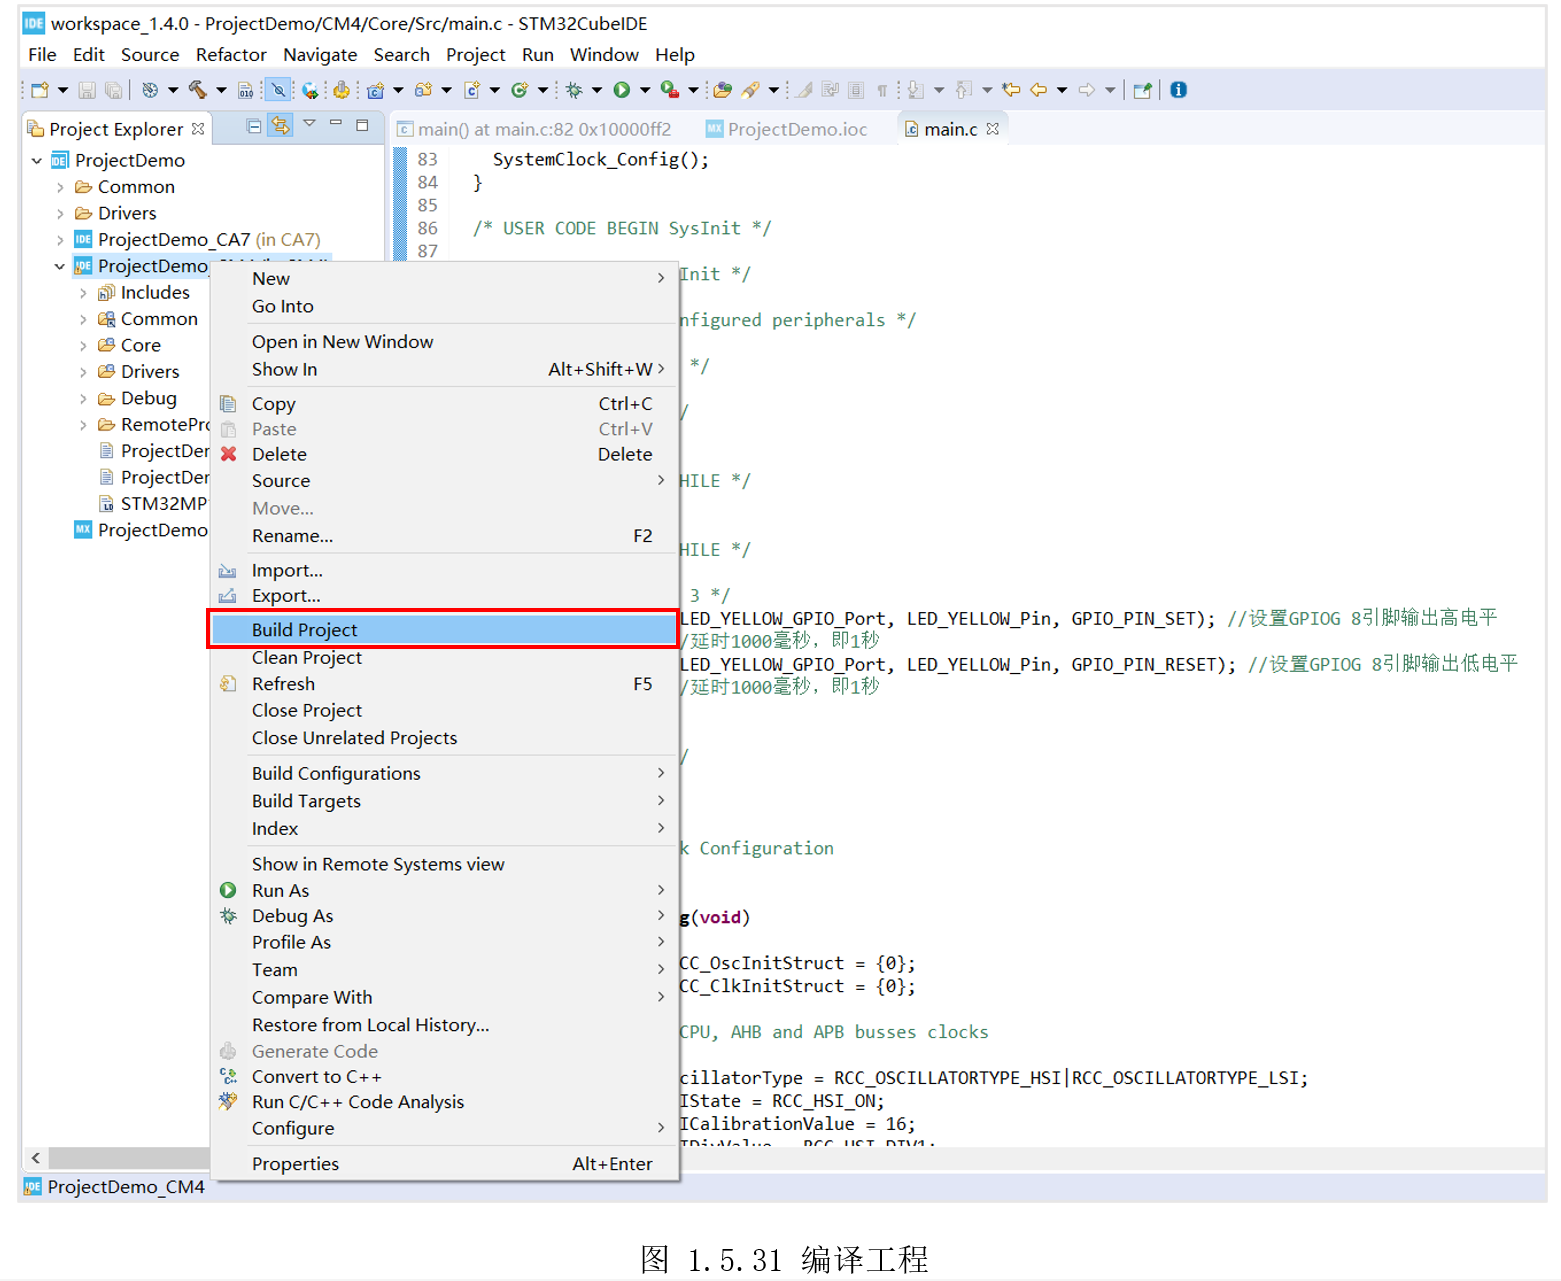 workspace_1.4.0 - ProjectDemo/CM4/Core/Src/main.c - STM32CubeIDE
File Edit Source Refactor Navigate Search Project Run Window Help
Project Explorer
main() at main.c:82 0x10000ff2
ProjectDemo.ioc
main.c
ProjectDemo
Common
Drivers
ProjectDemo_CA7 (in CA7)
ProjectDemo_
Includes
Common
Core
Drivers
Debug
RemotePro
ProjectDer
ProjectDer
STM32MP
ProjectDemo
83 SystemClock_Config();
84 }
85
86 /* USER CODE BEGIN SysInit */
87
Init */
nfigured peripherals */
*/
/
HILE */
HILE */
3 */
LED_YELLOW_GPIO_Port, LED_YELLOW_Pin, GPIO_PIN_SET); //设置GPIOG 8引脚输出高电平
/延时1000毫秒，即1秒
LED_YELLOW_GPIO_Port, LED_YELLOW_Pin, GPIO_PIN_RESET); //设置GPIOG 8引脚输出低电平
/延时1000毫秒，即1秒
/
k Configuration
g(void)
CC_OscInitStruct = {0};
CC_ClkInitStruct = {0};
CPU, AHB and APB busses clocks
cillatorType = RCC_OSCILLATORTYPE_HSI|RCC_OSCILLATORTYPE_LSI;
IState = RCC_HSI_ON;
ICalibrationValue = 16;
IDivValue = RCC_HSI_DIV1;
New
Go Into
Open in New Window
Show In Alt+Shift+W
Copy Ctrl+C
Paste Ctrl+V
Delete Delete
Source
Move...
Rename... F2
Import...
Export...
Build Project
Clean Project
Refresh F5
Close Project
Close Unrelated Projects
Build Configurations
Build Targets
Index
Show in Remote Systems view
Run As
Debug As
Profile As
Team
Compare With
Restore from Local History...
Generate Code
Convert to C++
Run C/C++ Code Analysis
Configure
Properties Alt+Enter
ProjectDemo_CM4
图 1.5.31 编译工程